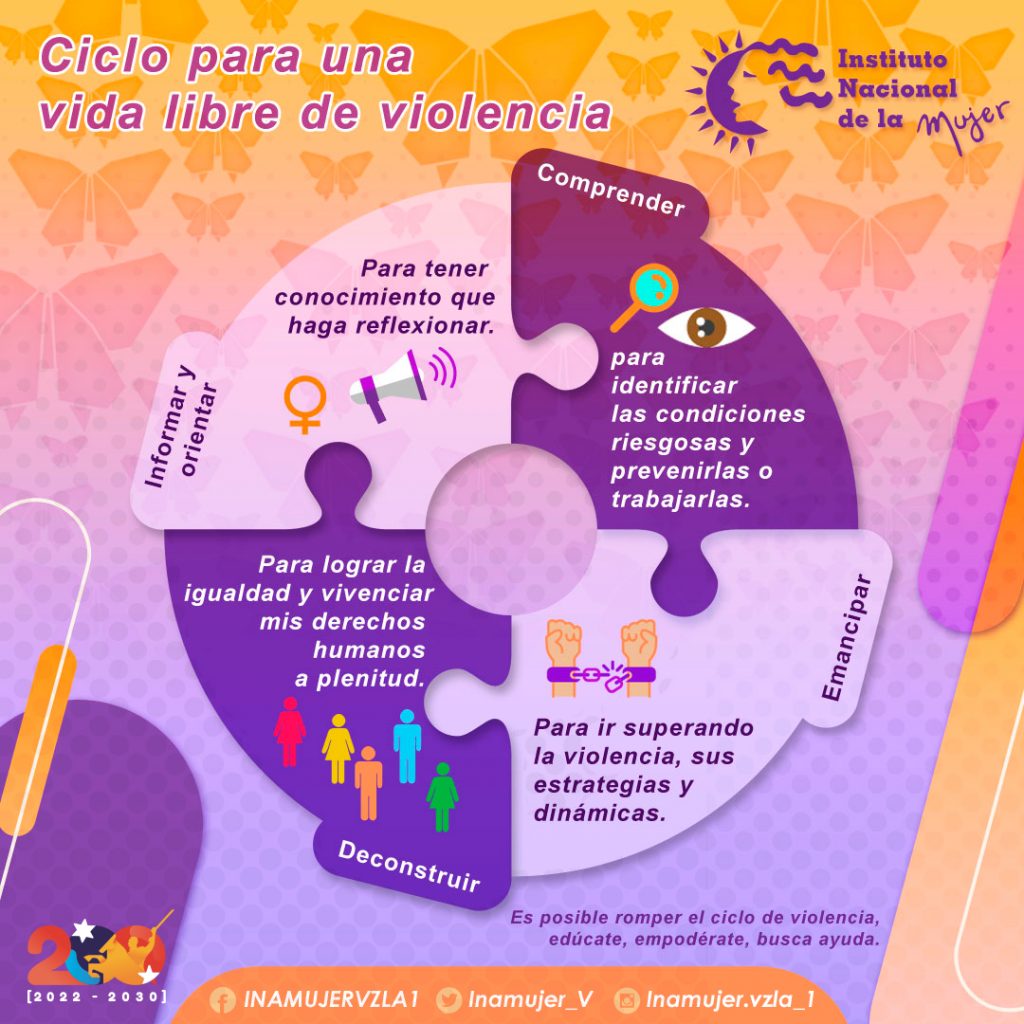 Ciclo para una
vida libre de violencia
Instituto
Nacional
de la Mujer
Comprender
para
identificar
las condiciones
riesgosas y
prevenirlas o
trabajarlas.
Emancipar
Para ir superando
la violencia, sus
estrategias y
dinámicas.
Deconstruir
Para lograr la
igualdad y vivenciar
mis derechos
humanos
a plenitud.
Informar y
orientar
Para tener
conocimiento que
haga reflexionar.
Es posible romper el ciclo de violencia,
edúcate, empodérate, busca ayuda.
200
[2022 - 2030]
INAMUJERVZLA1 Inamujer_V Inamujer.vzla_1